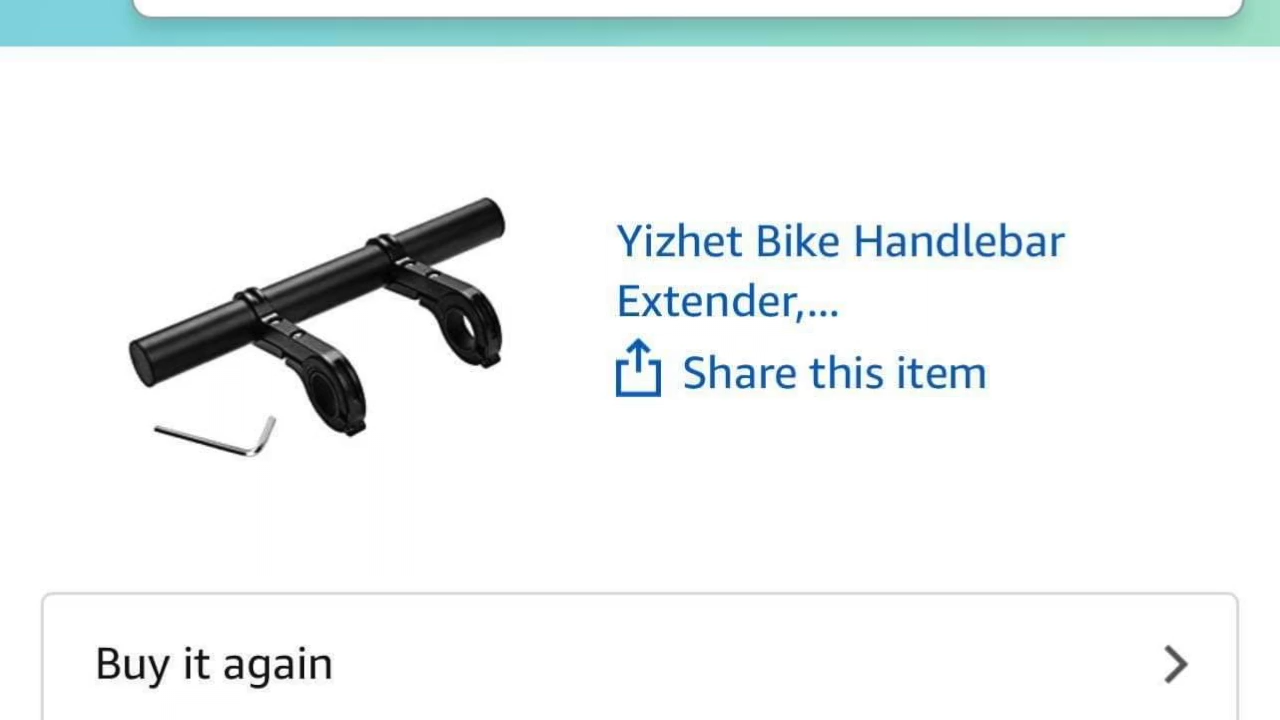 Yizhet Bike Handlebar
Extender,...
Share this item
Buy it again